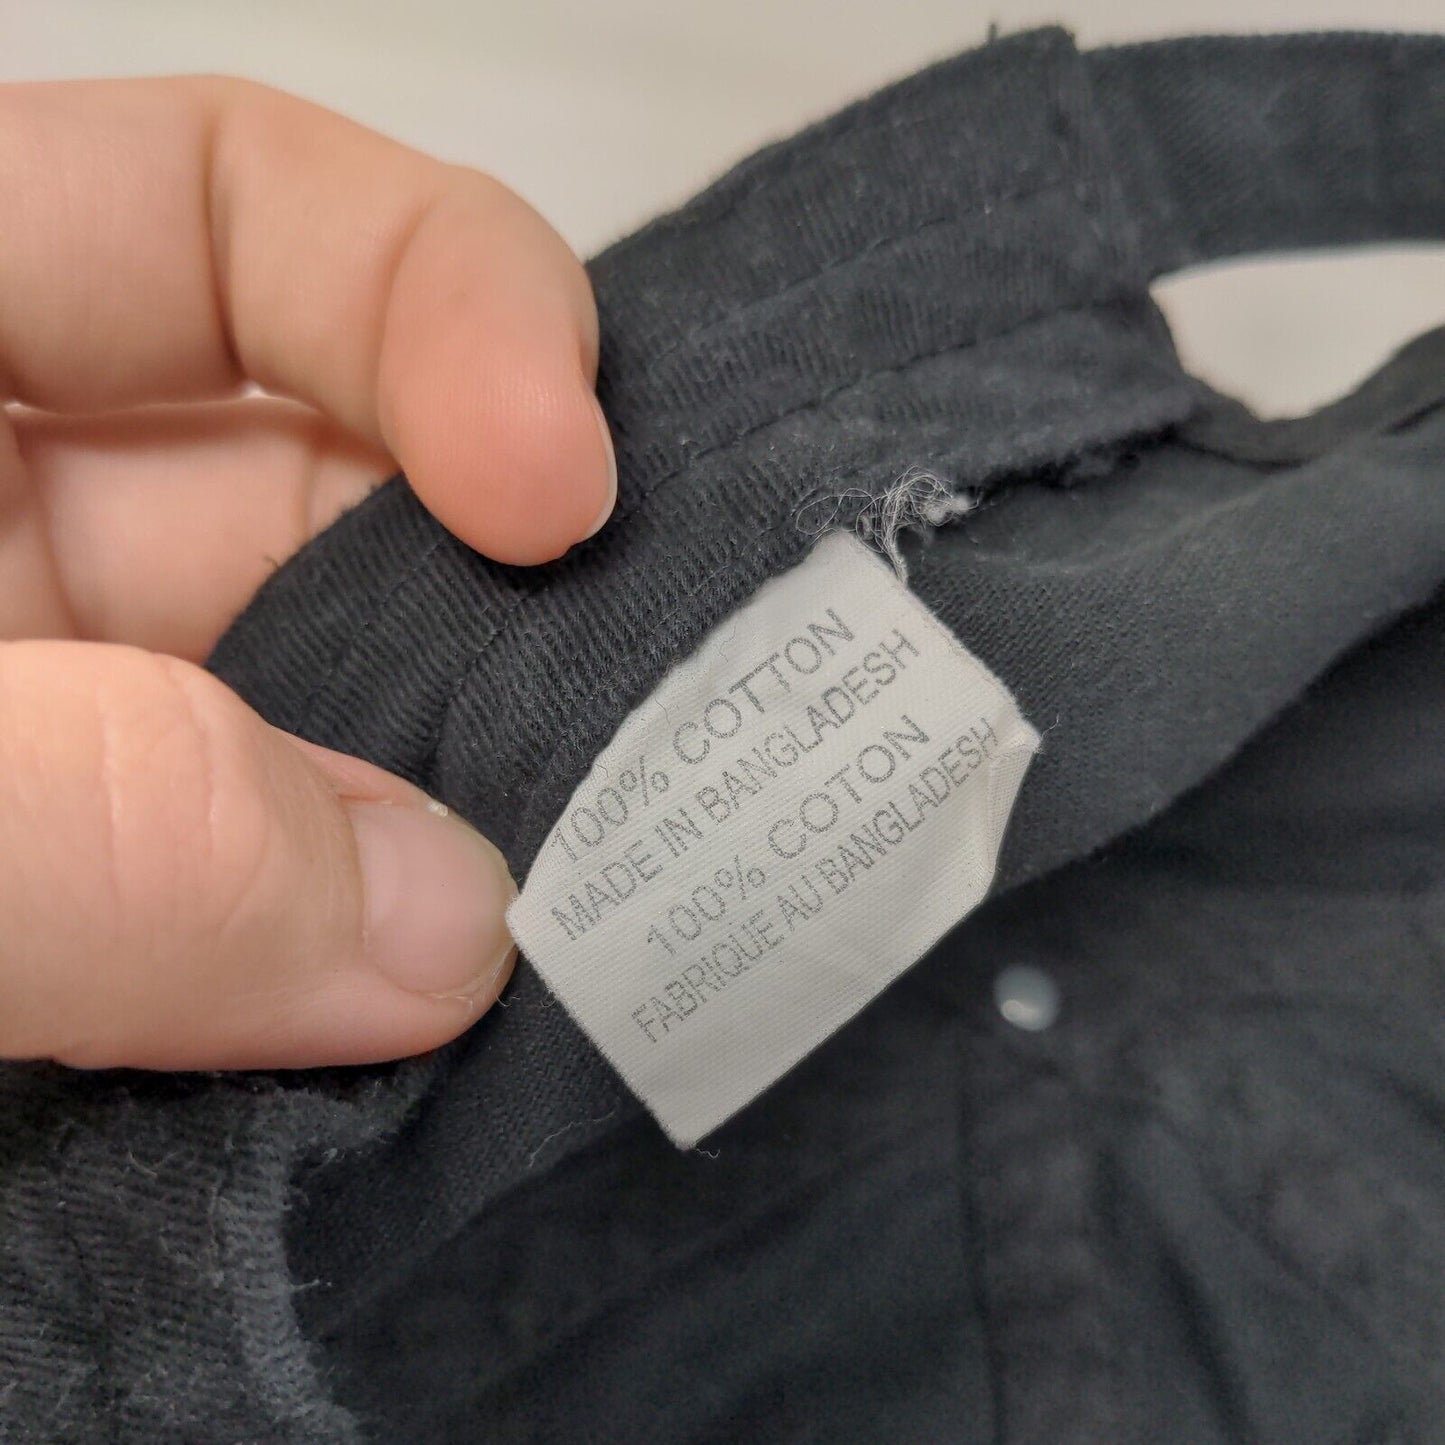 100% COTTON
MADE IN BANGLADESH
100% COTON
FABRIQUE AU BANGLADESH